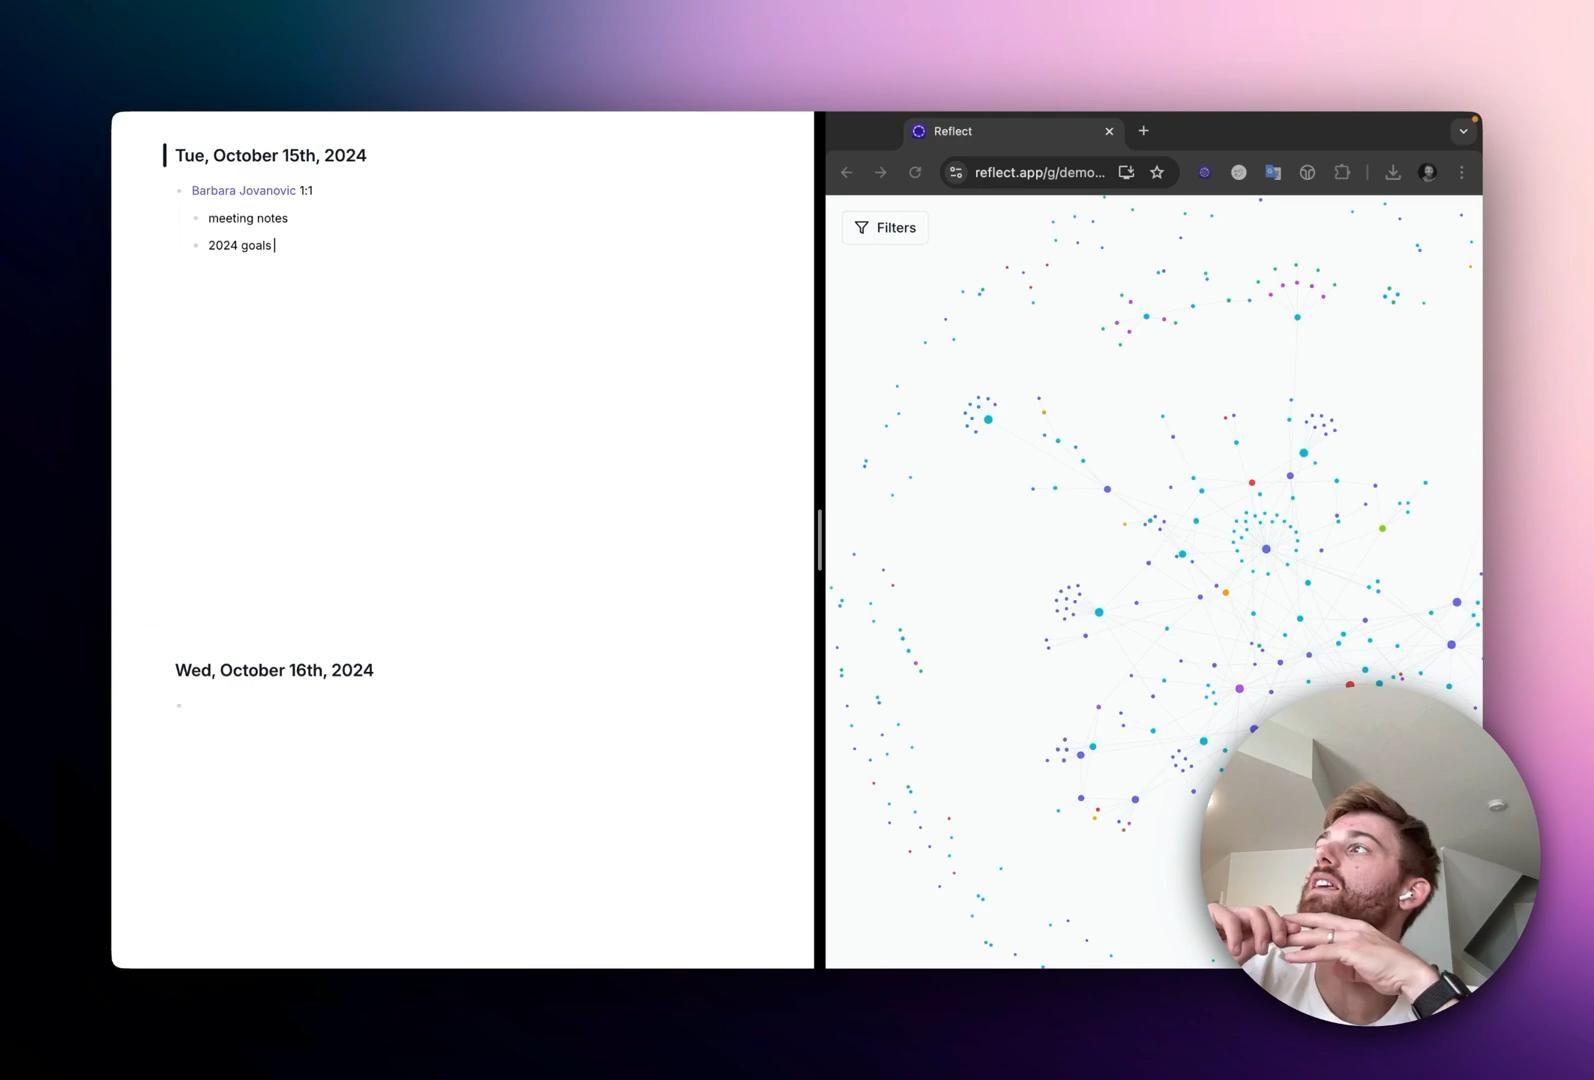 Tue, October 15th, 2024
Barbara Jovanovic 1:1
meeting notes
2024 goals
Wed, October 16th, 2024
Reflect
reflect.app/g/demo...
Filters